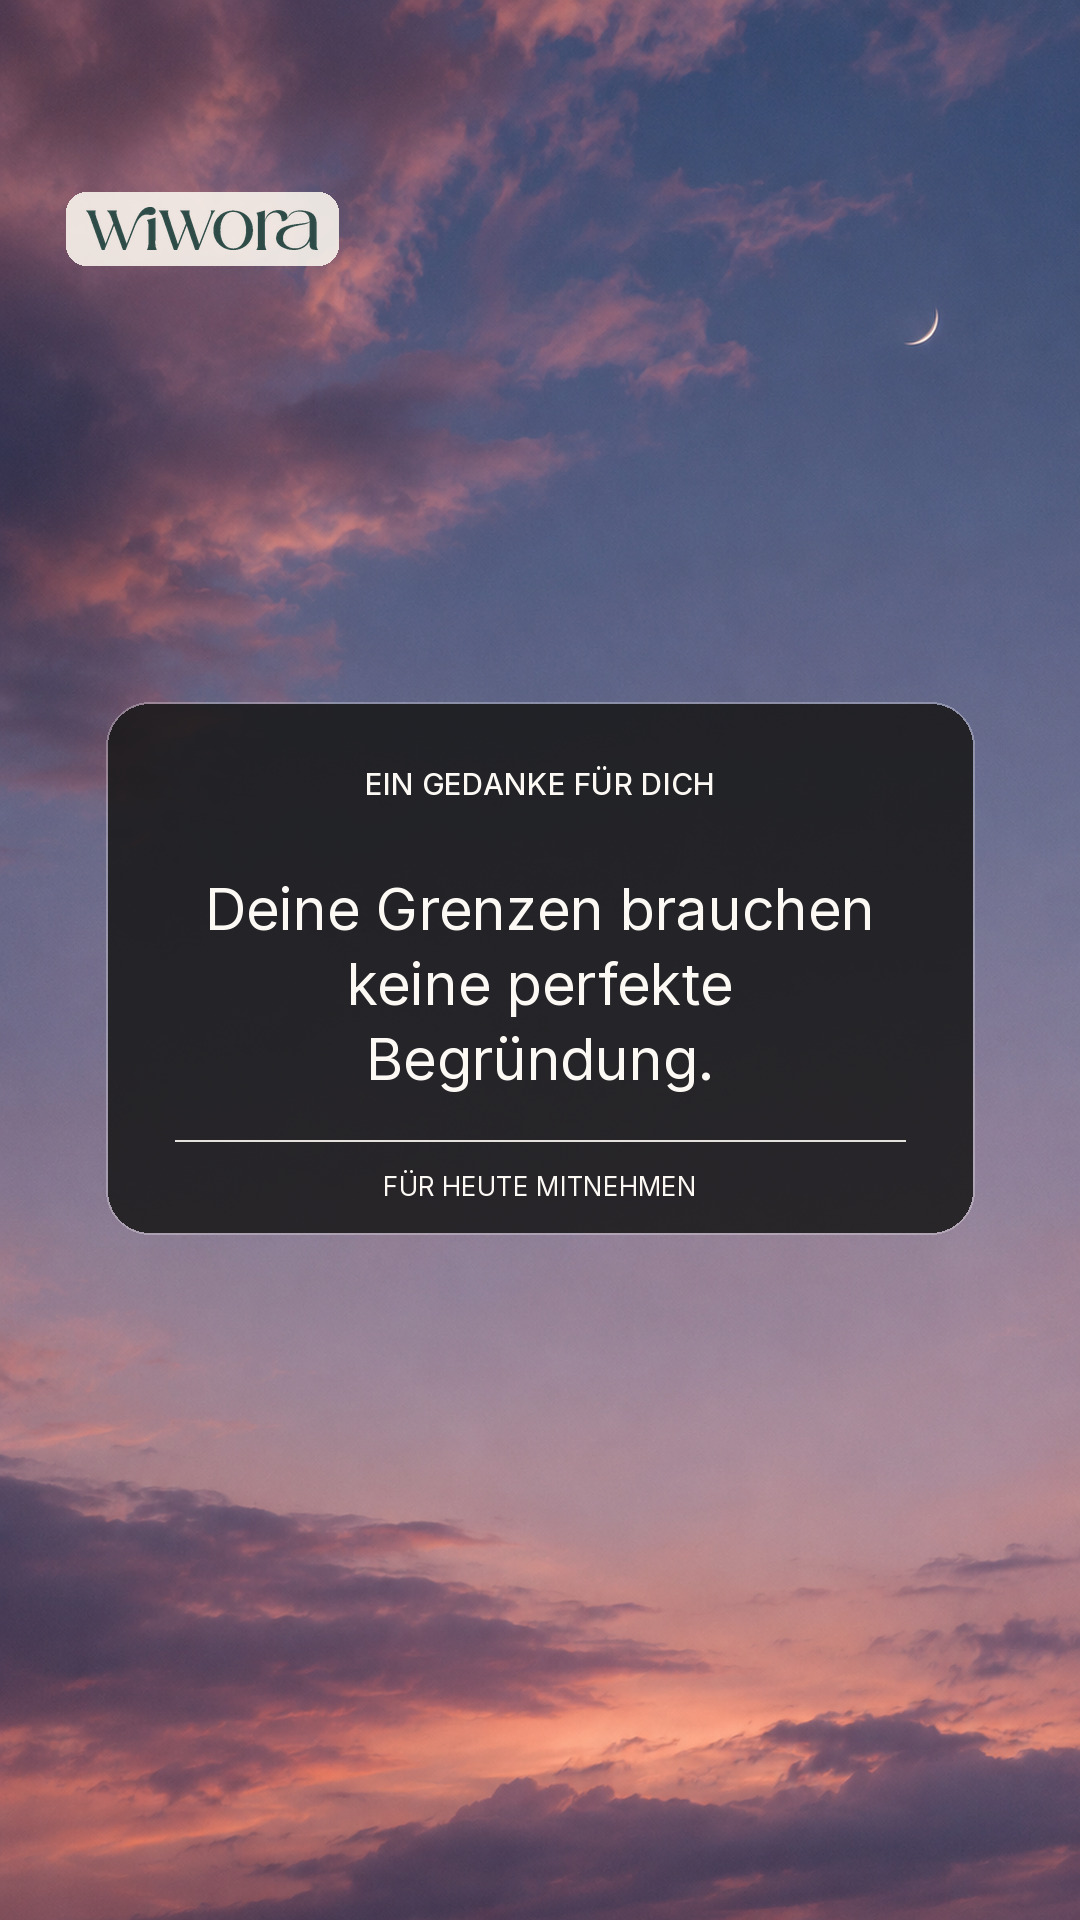 wiwora
EIN GEDANKE FÜR DICH
Deine Grenzen brauchen
keine perfekte
Begründung.
FÜR HEUTE MITNEHMEN